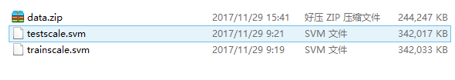 data.zip 2017/11/29 15:41 好压 ZIP 压缩文件 244,247 KB
testscale.svm 2017/11/29 9:21 SVM 文件 342,017 KB
trainscale.svm 2017/11/29 9:19 SVM 文件 342,033 KB